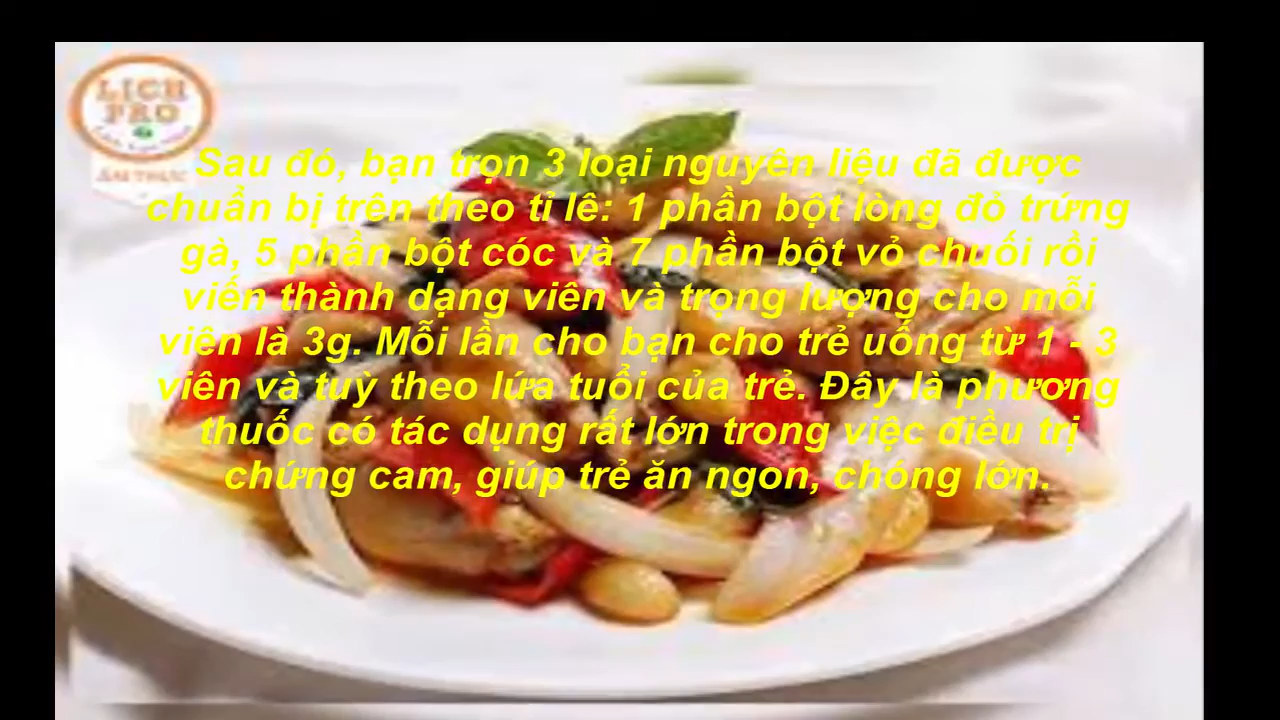 LỊCH
PRO
ẨM THỰC
Sau đó, bạn trọn 3 loại nguyên liệu đã được
chuẩn bị trên theo tỉ lê: 1 phần bột lòng đỏ trứng
gà, 5 phần bột cóc và 7 phần bột vỏ chuối rồi
viến thành dạng viên và trọng lượng cho mỗi
viên là 3g. Mỗi lần cho bạn cho trẻ uống từ 1 - 3
viên và tuỳ theo lứa tuổi của trẻ. Đây là phương
thuốc có tác dụng rất lớn trong việc điều trị
chứng cam, giúp trẻ ăn ngon, chóng lớn.